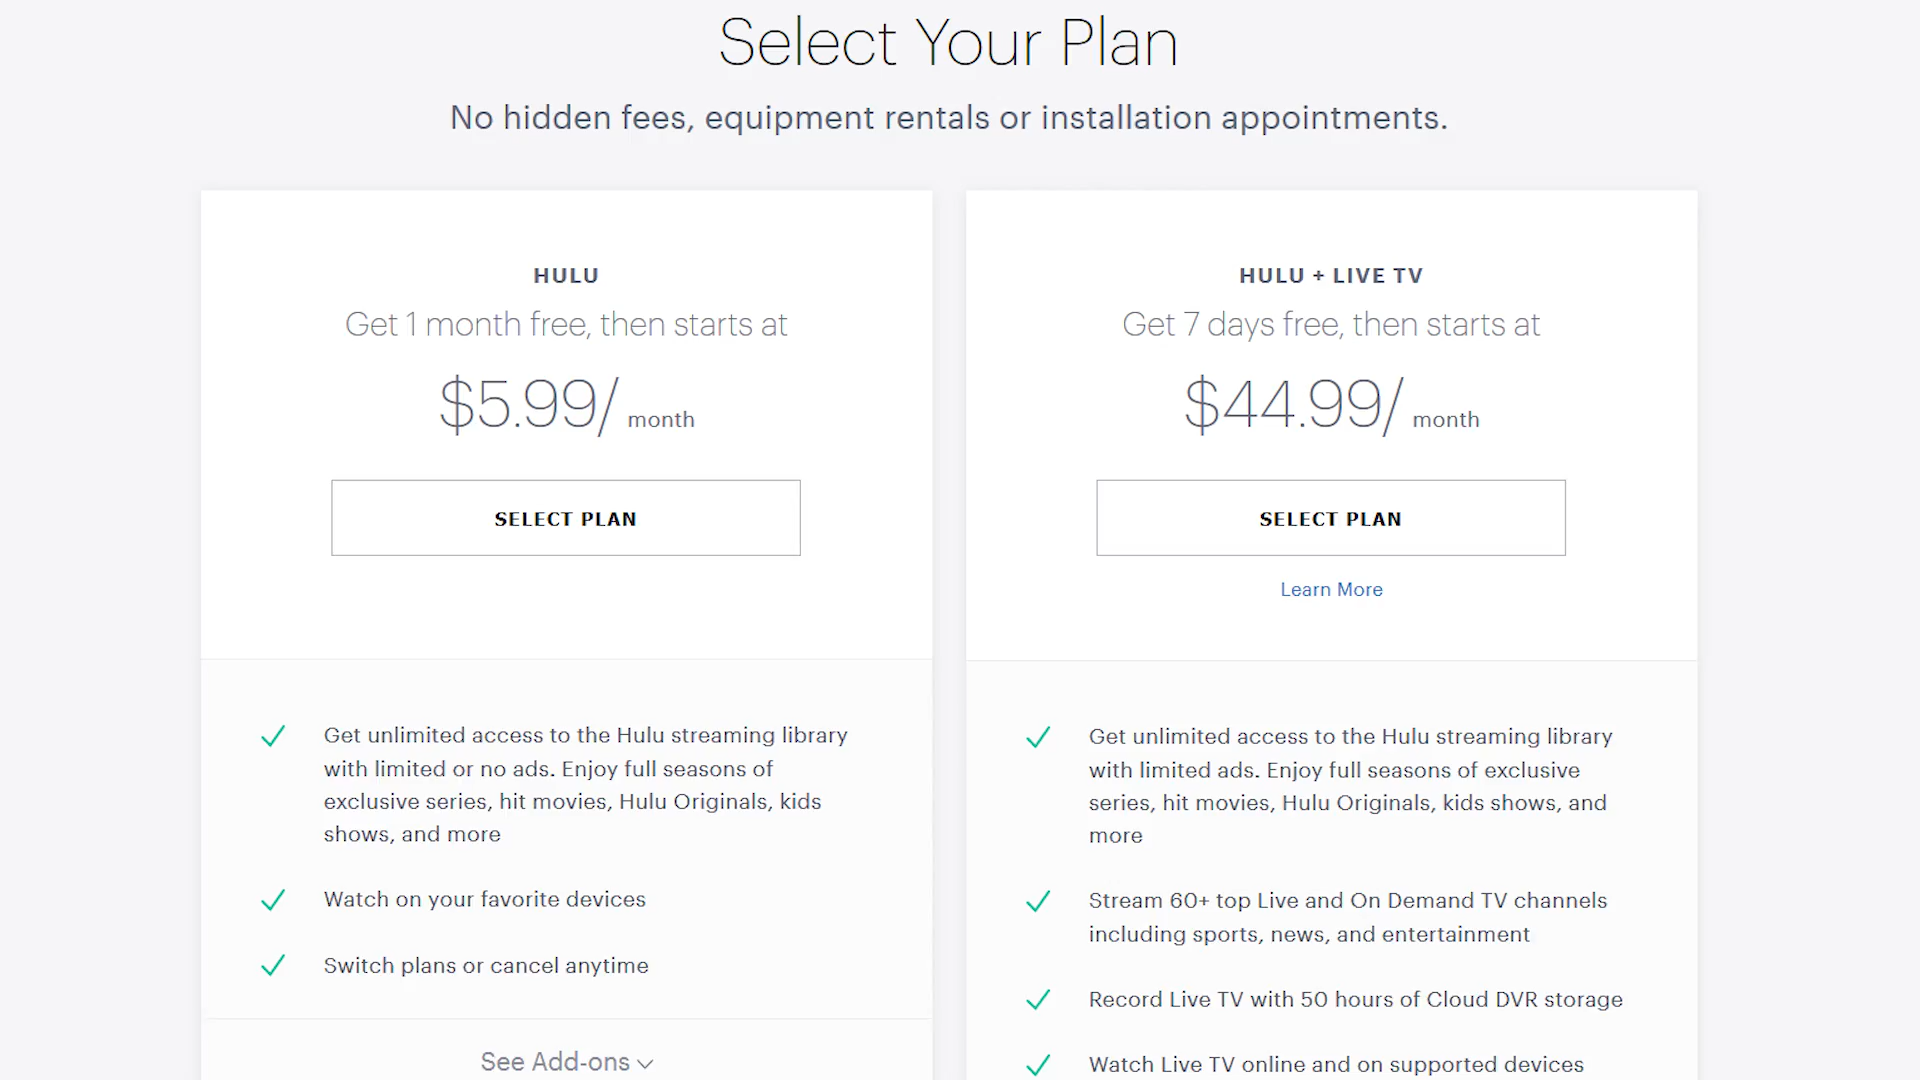 Select Your Plan
No hidden fees, equipment rentals or installation appointments.
HULU
Get 1 month free, then starts at
$5.99/ month
SELECT PLAN
Get unlimited access to the Hulu streaming library
with limited or no ads. Enjoy full seasons of
exclusive series, hit movies, Hulu Originals, kids
shows, and more
Watch on your favorite devices
Switch plans or cancel anytime
See Add-ons
HULU + LIVE TV
Get 7 days free, then starts at
$44.99/ month
SELECT PLAN
Learn More
Get unlimited access to the Hulu streaming library
with limited ads. Enjoy full seasons of exclusive
series, hit movies, Hulu Originals, kids shows, and
more
Stream 60+ top Live and On Demand TV channels
including sports, news, and entertainment
Record Live TV with 50 hours of Cloud DVR storage
Watch Live TV online and on supported devices